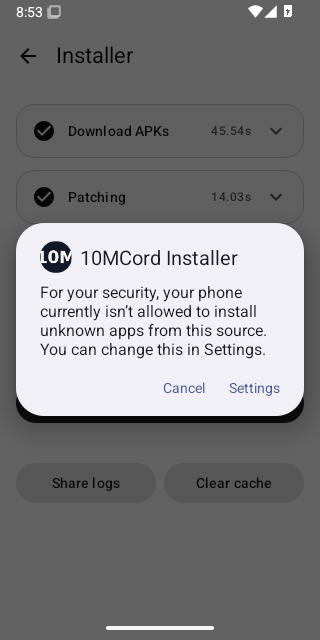 8:53
Installer
Download APKs 45.54s
Patching 14.03s
10M 10MCord Installer
For your security, your phone
currently isn’t allowed to install
unknown apps from this source.
You can change this in Settings.
Cancel Settings
Share logs Clear cache